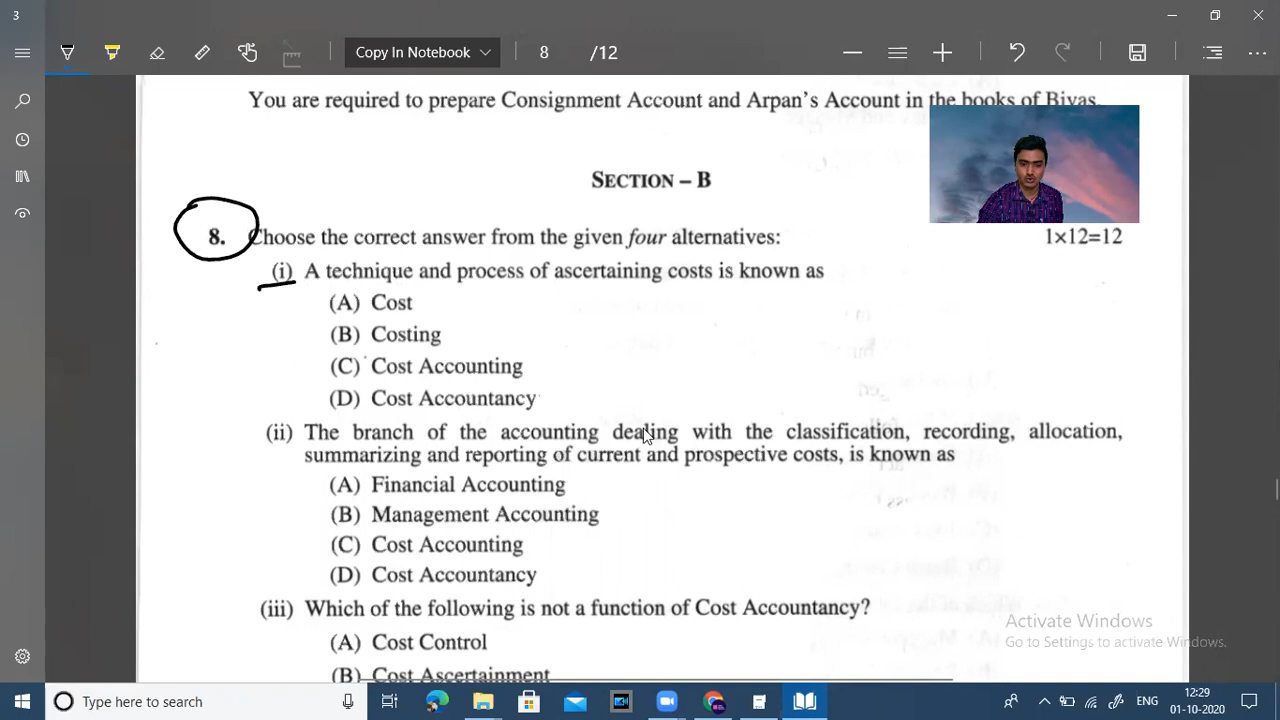 3
Copy In Notebook
8 /12
You are required to prepare Consignment Account and Arpan's Account in the books of Biyas.
SECTION – B
8. Choose the correct answer from the given four alternatives: 1×12=12
(i) A technique and process of ascertaining costs is known as
(A) Cost
(B) Costing
(C) Cost Accounting
(D) Cost Accountancy
(ii) The branch of the accounting dealing with the classification, recording, allocation,
summarizing and reporting of current and prospective costs, is known as
(A) Financial Accounting
(B) Management Accounting
(C) Cost Accounting
(D) Cost Accountancy
(iii) Which of the following is not a function of Cost Accountancy?
(A) Cost Control
(B) Cost Ascertainment
Activate Windows
Go to Settings to activate Windows.
Type here to search
ENG
12:29
01-10-2020